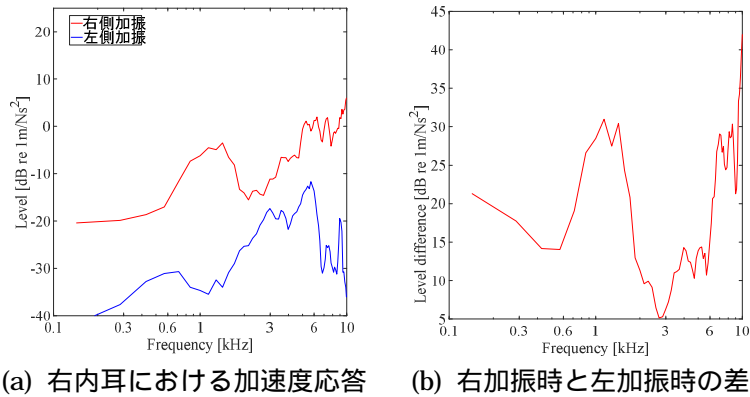 右側加振
左側加振
20
10
0
-10
-20
-30
-40
Level [dB re 1m/Ns²]
0.1 0.3 0.6 1 3 6 10
Frequency [kHz]
(a) 右内耳における加速度応答
45
40
35
30
25
20
15
10
5
Level difference [dB re 1m/Ns²]
0.1 0.3 0.6 1 3 6 10
Frequency [kHz]
(b) 右加振時と左加振時の差